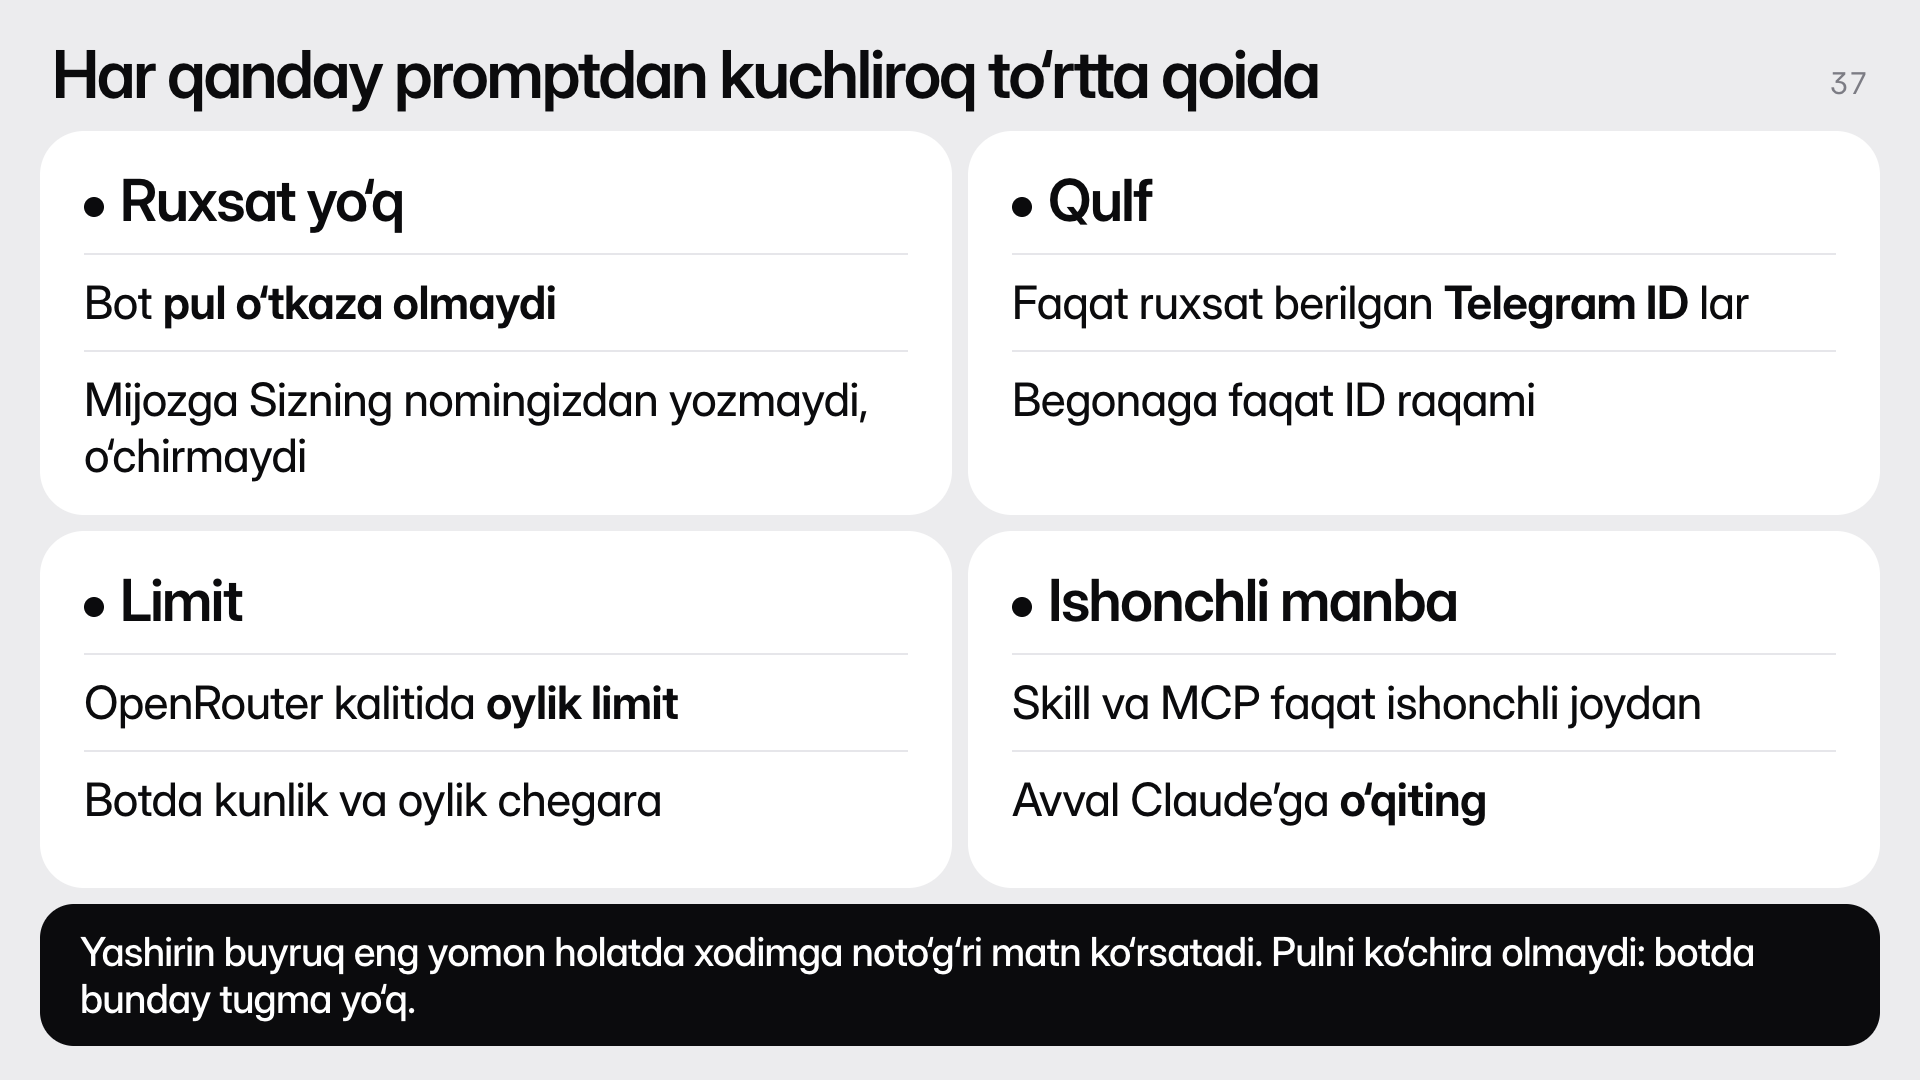 Har qanday promptdan kuchliroq to‘rtta qoida
37
• Ruxsat yo‘q
Bot pul o‘tkaza olmaydi
Mijozga Sizning nomingizdan yozmaydi,
o‘chirmaydi
• Qulf
Faqat ruxsat berilgan Telegram ID lar
Begonaga faqat ID raqami
• Limit
OpenRouter kalitida oylik limit
Botda kunlik va oylik chegara
• Ishonchli manba
Skill va MCP faqat ishonchli joydan
Avval Claude’ga o‘qiting
Yashirin buyruq eng yomon holatda xodimga noto‘g‘ri matn ko‘rsatadi. Pulni ko‘chira olmaydi: botda
bunday tugma yo‘q.